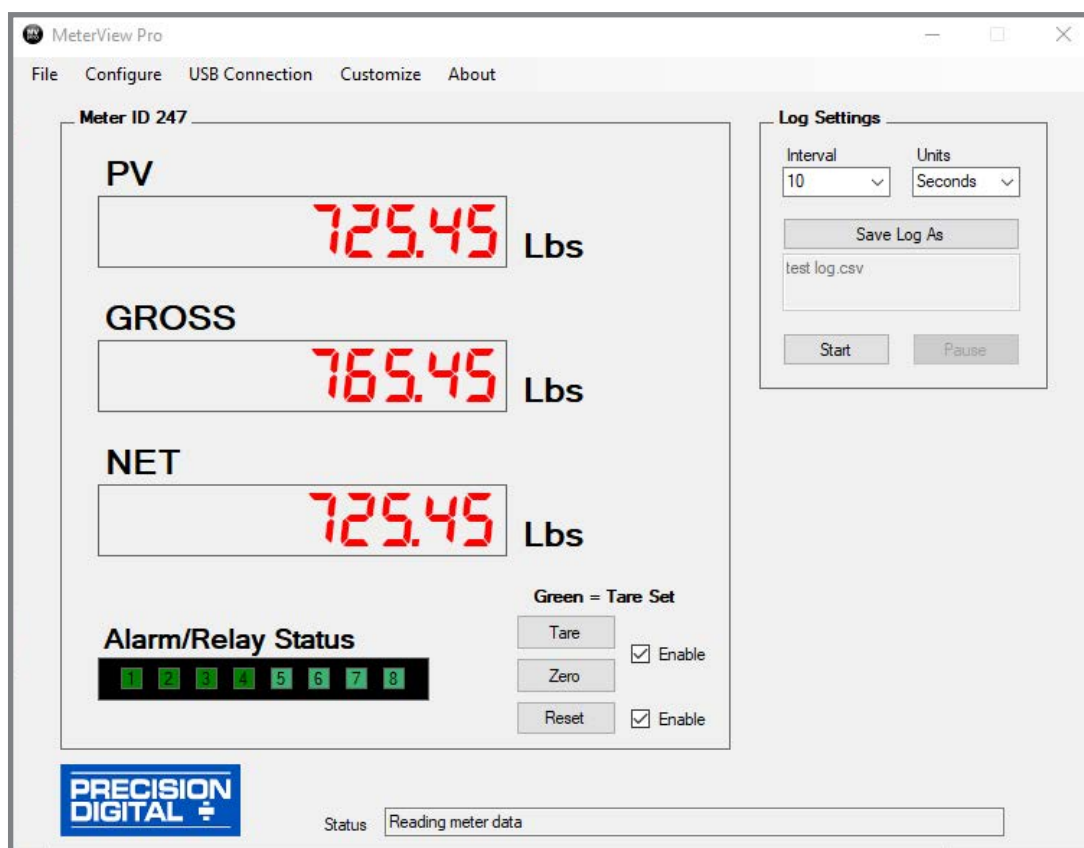 MeterView Pro
File Configure USB Connection Customize About
Meter ID 247
PV
725.45 Lbs
GROSS
765.45 Lbs
NET
725.45 Lbs
Alarm/Relay Status
1 2 3 4 5 6 7 8
Green = Tare Set
Tare
Enable
Zero
Reset
Enable
Log Settings
Interval Units
10 Seconds
Save Log As
test log.csv
Start Pause
PRECISION
DIGITAL
Status Reading meter data